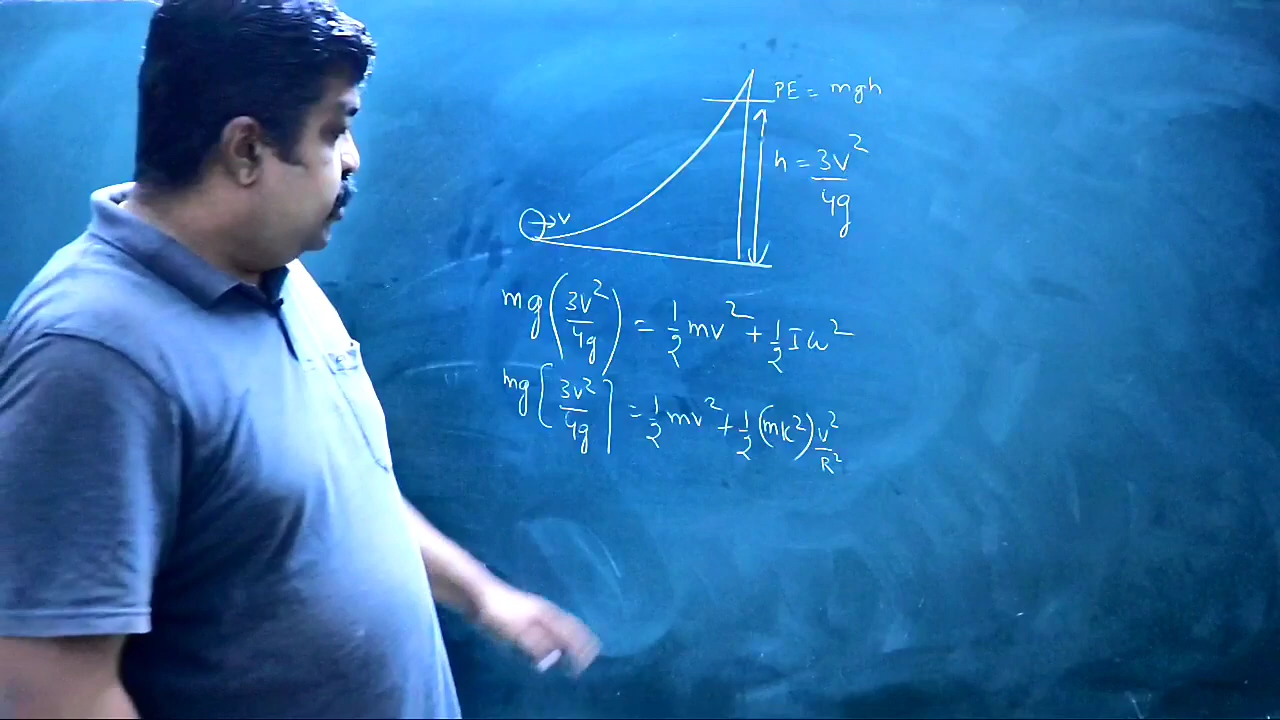 PE = mgh
h = 3v²/4g
v
mg(3v²/4g) = 1/2 mv² + 1/2 Iω²
mg[3v²/4g] = 1/2 mv² + 1/2 (mk²) v²/R²